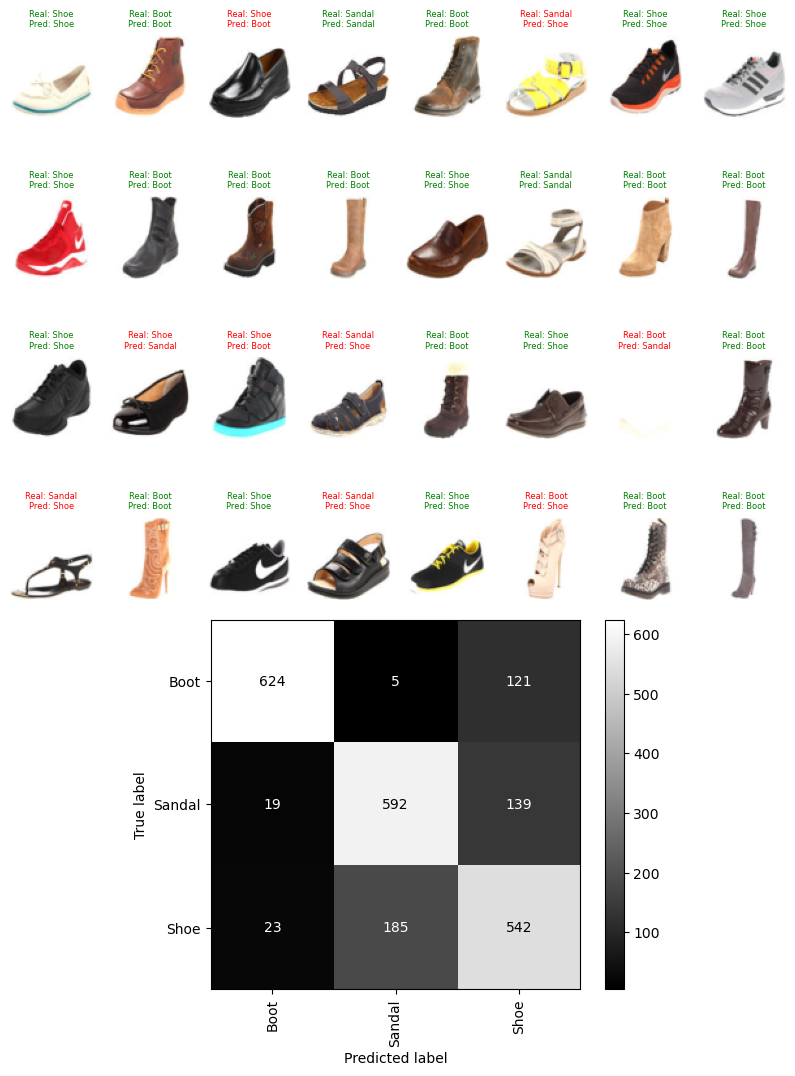 Real: Shoe
Pred: Shoe
Real: Boot
Pred: Boot
Real: Shoe
Pred: Boot
Real: Sandal
Pred: Sandal
Real: Boot
Pred: Boot
Real: Sandal
Pred: Shoe
Real: Shoe
Pred: Shoe
Real: Shoe
Pred: Shoe
Real: Shoe
Pred: Shoe
Real: Boot
Pred: Boot
Real: Boot
Pred: Boot
Real: Boot
Pred: Boot
Real: Shoe
Pred: Shoe
Real: Sandal
Pred: Sandal
Real: Boot
Pred: Boot
Real: Boot
Pred: Boot
Real: Shoe
Pred: Shoe
Real: Shoe
Pred: Sandal
Real: Shoe
Pred: Boot
Real: Sandal
Pred: Shoe
Real: Boot
Pred: Boot
Real: Shoe
Pred: Shoe
Real: Boot
Pred: Sandal
Real: Boot
Pred: Boot
Real: Sandal
Pred: Shoe
Real: Boot
Pred: Boot
Real: Shoe
Pred: Shoe
Real: Sandal
Pred: Shoe
Real: Shoe
Pred: Shoe
Real: Boot
Pred: Shoe
Real: Boot
Pred: Boot
Real: Boot
Pred: Boot
True label
Boot
624
5
121
Sandal
19
592
139
Shoe
23
185
542
Boot
Sandal
Shoe
Predicted label
600
500
400
300
200
100